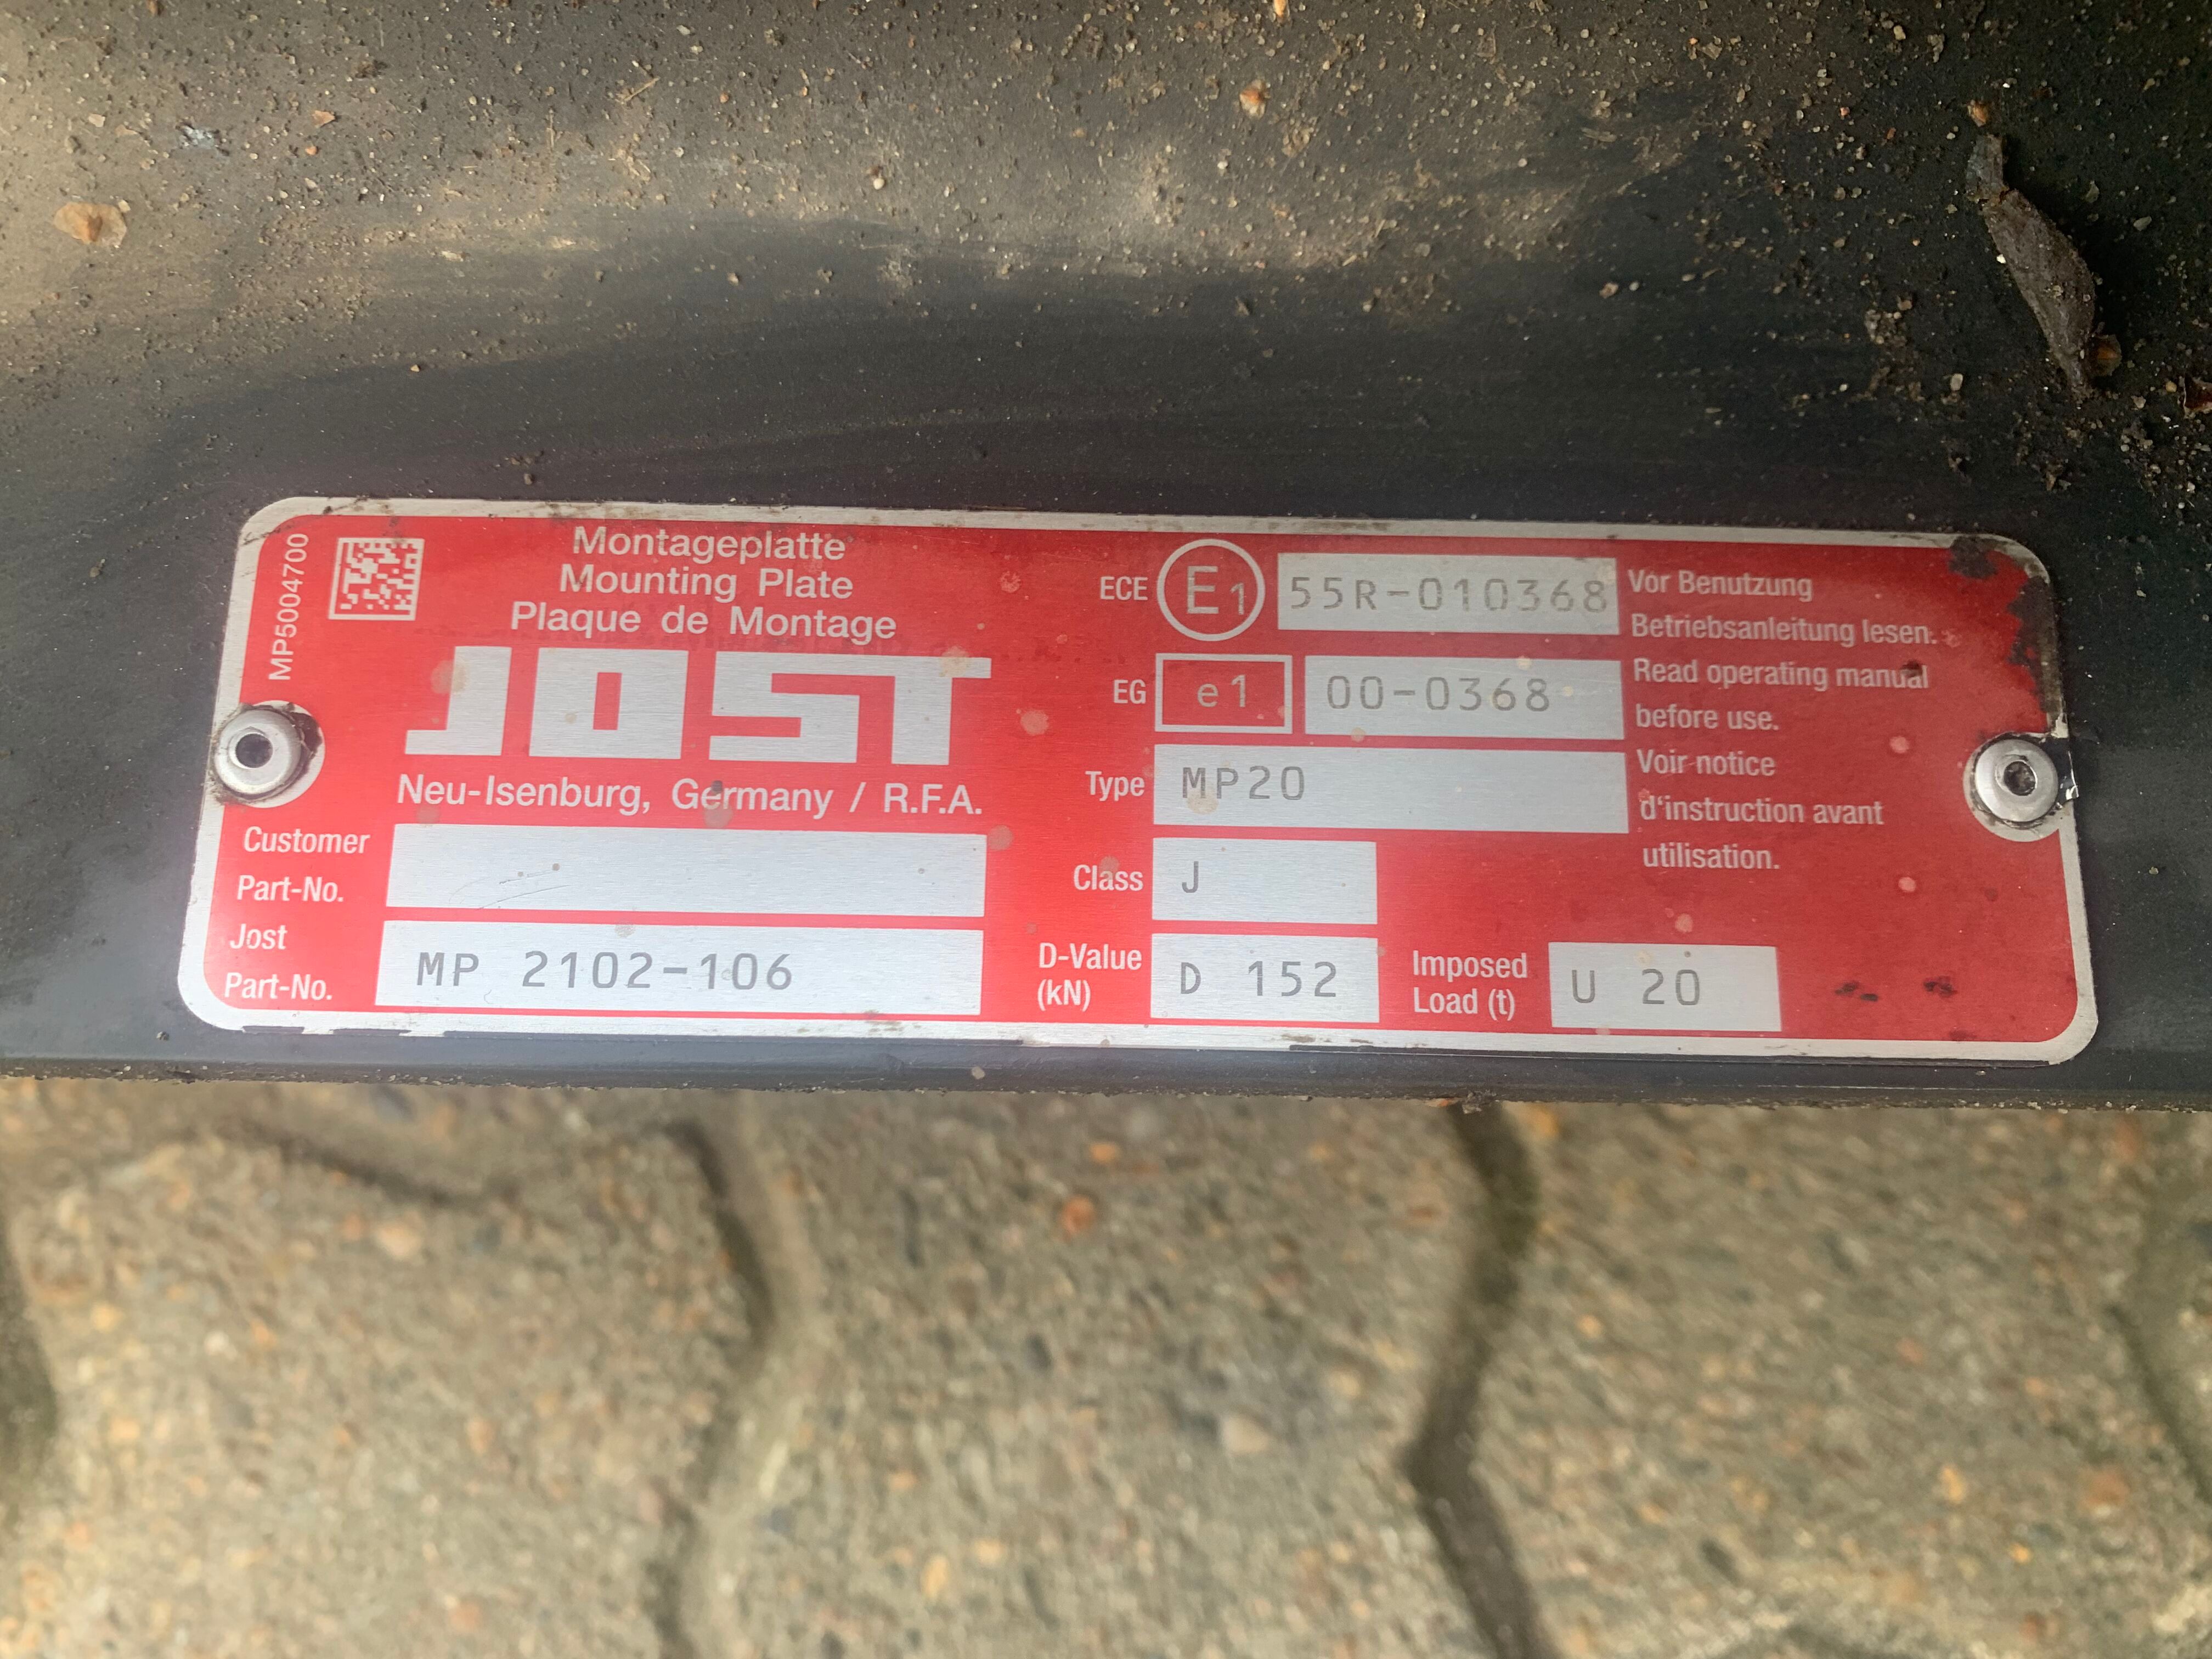 MP5004700
Montageplatte
Mounting Plate
Plaque de Montage
JOST
Neu-Isenburg, Germany / R.F.A.
Customer
Part-No.
Jost
Part-No. MP 2102-106
ECE E1 55R-010368
EG e1 00-0368
Type MP20
Class J
D-Value
(kN) D 152
Imposed
Load (t) U 20
Vor Benutzung
Betriebsanleitung lesen.
Read operating manual
before use.
Voir notice
d'instruction avant
utilisation.